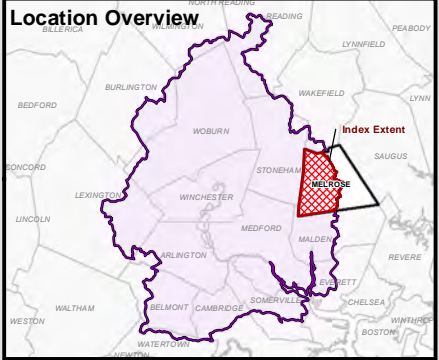 NORTH READING
Location Overview
WILMINGTON
READING
BILLERICA
PEABODY
LYNNFIELD
BURLINGTON
WAKEFIELD
LYNN
BEDFORD
WOBURN
Index Extent
SAUGUS
STONEHAM
CONCORD
MELROSE
LEXINGTON
WINCHESTER
LINCOLN
MEDFORD
MALDEN
ARLINGTON
REVERE
EVERETT
SOMERVILLE
CHELSEA
BELMONT
CAMBRIDGE
WALTHAM
WINTHROP
WESTON
BOSTON
WATERTOWN
NEWTON